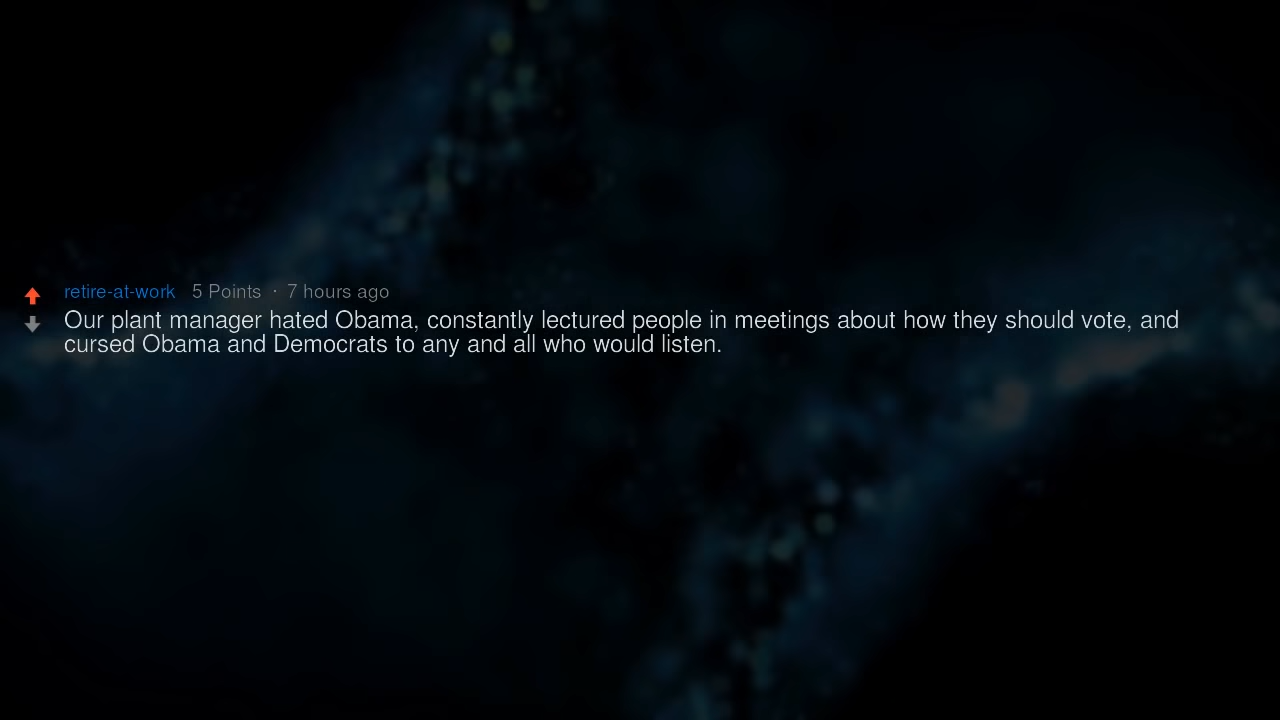 retire-at-work 5 Points · 7 hours ago
Our plant manager hated Obama, constantly lectured people in meetings about how they should vote, and
cursed Obama and Democrats to any and all who would listen.